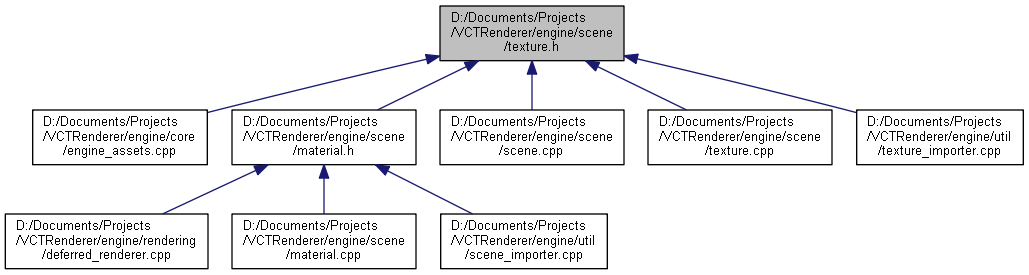 D:/Documents/Projects
/VCTRenderer/engine/scene
/texture.h
D:/Documents/Projects
/VCTRenderer/engine/core
/engine_assets.cpp
D:/Documents/Projects
/VCTRenderer/engine/scene
/material.h
D:/Documents/Projects
/VCTRenderer/engine/scene
/scene.cpp
D:/Documents/Projects
/VCTRenderer/engine/scene
/texture.cpp
D:/Documents/Projects
/VCTRenderer/engine/util
/texture_importer.cpp
D:/Documents/Projects
/VCTRenderer/engine/rendering
/deferred_renderer.cpp
D:/Documents/Projects
/VCTRenderer/engine/scene
/material.cpp
D:/Documents/Projects
/VCTRenderer/engine/util
/scene_importer.cpp